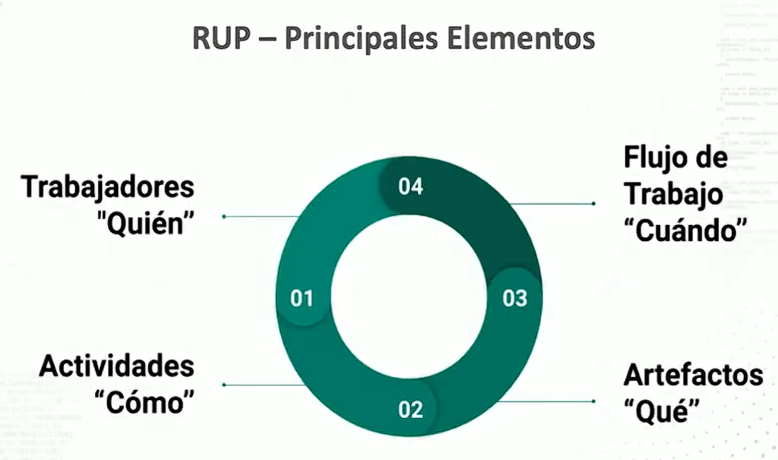 RUP – Principales Elementos
Trabajadores
"Quién”
04
Flujo de
Trabajo
“Cuándo”
01
03
Actividades
“Cómo”
02
Artefactos
“Qué”